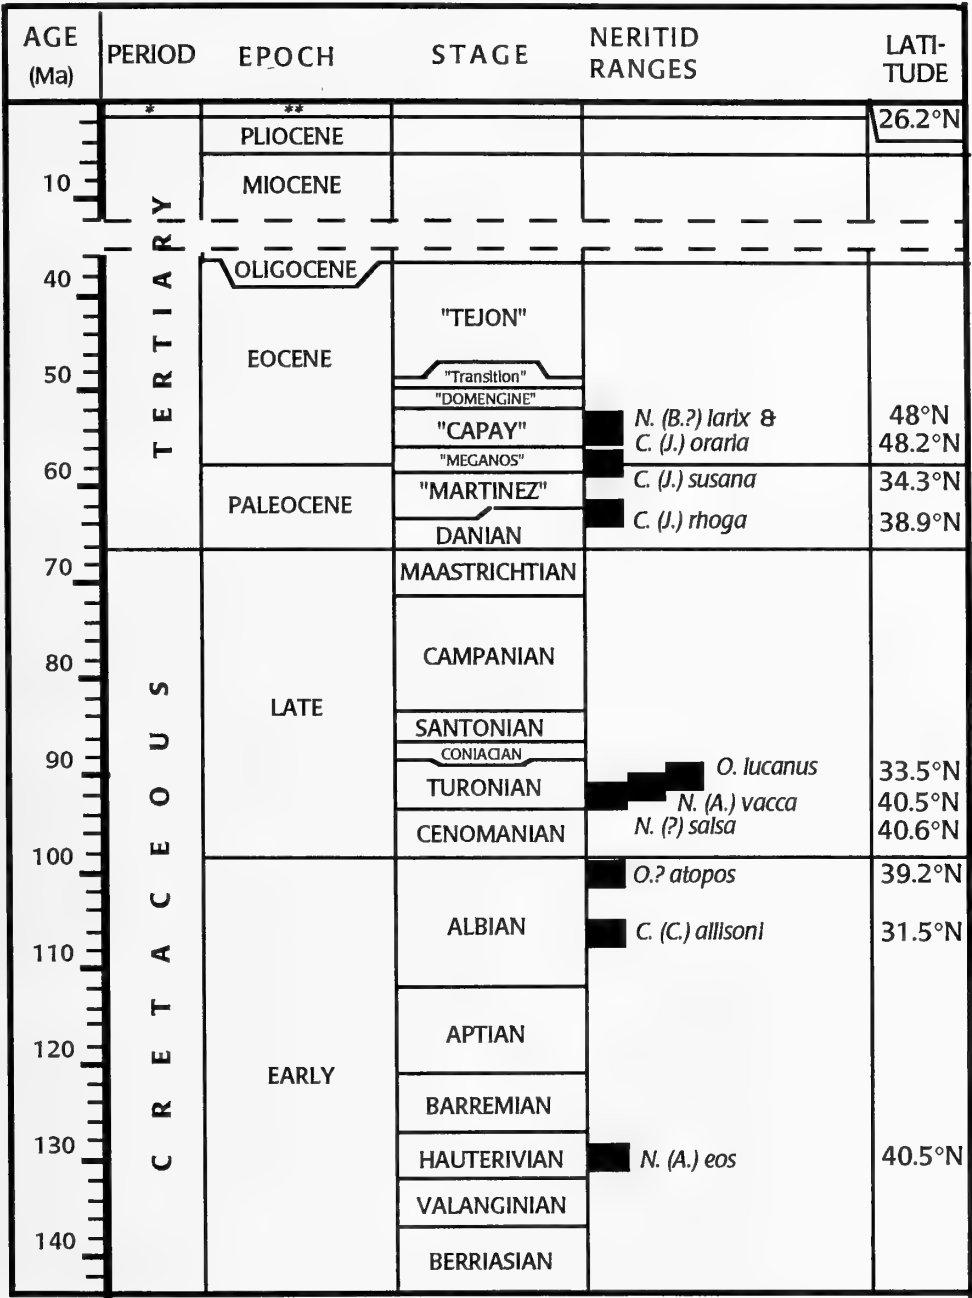 AGE
(Ma)
PERIOD
EPOCH
STAGE
NERITID
RANGES
LATI-
TUDE
*
**
26.2°N
PLIOCENE
10
MIOCENE
TERTIARY
OLIGOCENE
40
"TEJON"
EOCENE
50
"Transition"
"DOMENGINE"
"CAPAY"
N. (B.?) larix &
48°N
C. (J.) oraria
48.2°N
"MEGANOS"
60
C. (J.) susana
34.3°N
"MARTINEZ"
PALEOCENE
C. (J.) rhoga
38.9°N
DANIAN
70
MAASTRICHTIAN
CRETACEOUS
80
CAMPANIAN
LATE
SANTONIAN
CONIACIAN
90
O. lucanus
33.5°N
TURONIAN
N. (A.) vacca
40.5°N
CENOMANIAN
N. (?) salsa
40.6°N
100
O.? atopos
39.2°N
ALBIAN
C. (C.) allisoni
31.5°N
110
APTIAN
120
EARLY
BARREMIAN
130
HAUTERIVIAN
N. (A.) eos
40.5°N
VALANGINIAN
140
BERRIASIAN